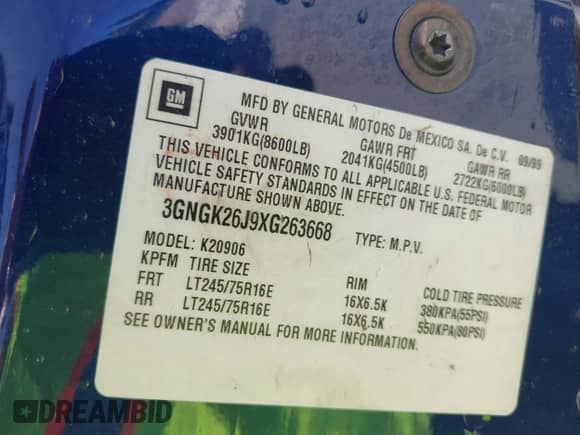 GM
MFD BY GENERAL MOTORS De MEXICO SA. De C.V. 09/99
GVWR GAWR FRT GAWR RR
3901KG(8600LB) 2041KG(4500LB) 2722KG(6000LB)
THIS VEHICLE CONFORMS TO ALL APPLICABLE U.S. FEDERAL MOTOR
VEHICLE SAFETY STANDARDS IN EFFECT ON THE DATE OF
MANUFACTURE SHOWN ABOVE.
3GNGK26J9XG263668 TYPE: M.P.V.
MODEL: K20906
KPFM TIRE SIZE RIM COLD TIRE PRESSURE
FRT LT245/75R16E 16X6.5K 380KPA(55PSI)
RR LT245/75R16E 16X6.5K 550KPA(80PSI)
SEE OWNER'S MANUAL FOR MORE INFORMATION.
DREAMBID